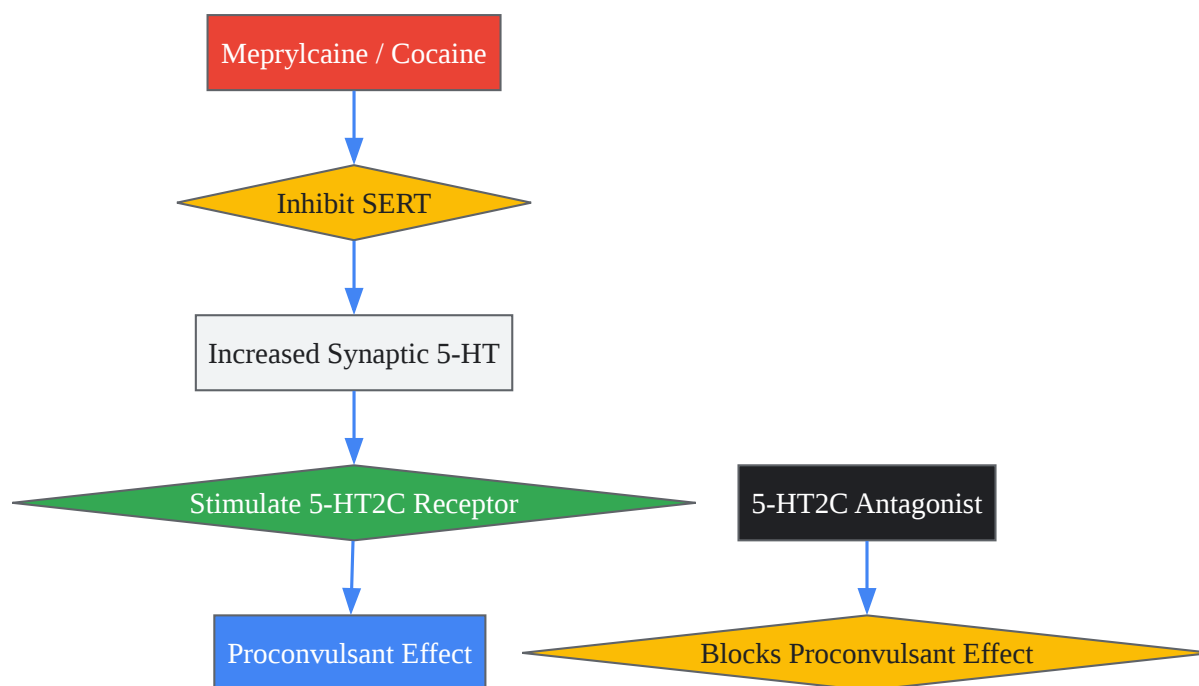 Meprylcaine / Cocaine
Inhibit SERT
Increased Synaptic 5-HT
Stimulate 5-HT2C Receptor
5-HT2C Antagonist
Proconvulsant Effect
Blocks Proconvulsant Effect